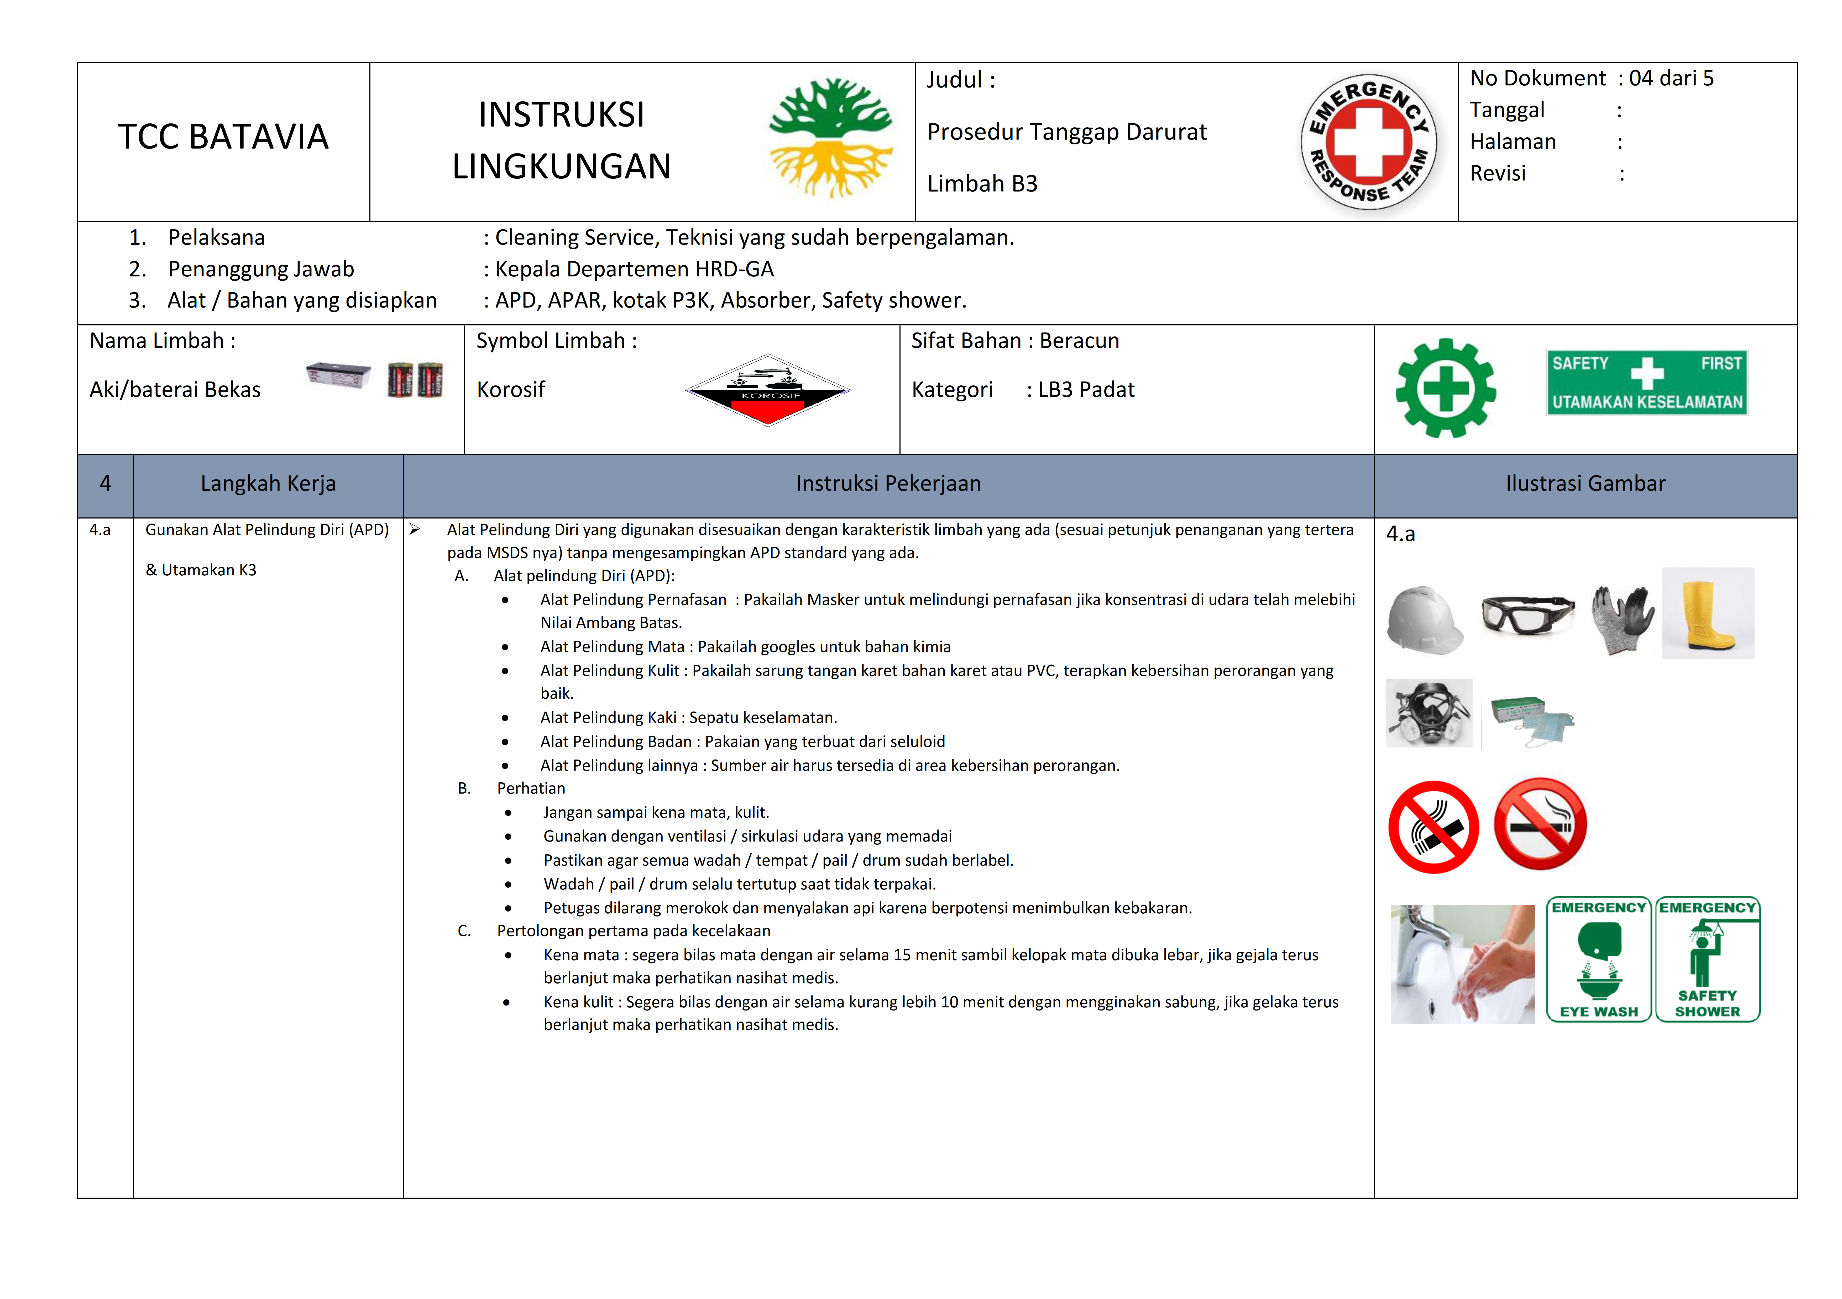 TCC BATAVIA
INSTRUKSI
LINGKUNGAN
Judul :
Prosedur Tanggap Darurat
Limbah B3
EMERGENCY
RESPONSE TEAM
No Dokumen : 04 dari 5
Tanggal :
Halaman :
Revisi :
1. Pelaksana : Cleaning Service, Teknisi yang sudah berpengalaman.
2. Penanggung Jawab : Kepala Departemen HRD-GA
3. Alat / Bahan yang disiapkan : APD, APAR, kotak P3K, Absorber, Safety shower.
Nama Limbah :
Aki/baterai Bekas
Symbol Limbah :
Korosif
KOROSIF
Sifat Bahan : Beracun
Kategori : LB3 Padat
SAFETY FIRST
UTAMAKAN KESELAMATAN
4 Langkah Kerja Instruksi Pekerjaan Ilustrasi Gambar
4.a Gunakan Alat Pelindung Diri (APD)
& Utamakan K3
➢ Alat Pelindung Diri yang digunakan disesuaikan dengan karakteristik limbah yang ada (sesuai petunjuk penanganan yang tertera
pada MSDS nya) tanpa mengesampingkan APD standard yang ada.
A. Alat pelindung Diri (APD):
• Alat Pelindung Pernafasan : Pakailah Masker untuk melindungi pernafasan jika konsentrasi di udara telah melebihi
Nilai Ambang Batas.
• Alat Pelindung Mata : Pakailah googles untuk bahan kimia
• Alat Pelindung Kulit : Pakailah sarung tangan karet bahan karet atau PVC, terapkan kebersihan perorangan yang
baik.
• Alat Pelindung Kaki : Sepatu keselamatan.
• Alat Pelindung Badan : Pakaian yang terbuat dari seluloid
• Alat Pelindung lainnya : Sumber air harus tersedia di area kebersihan perorangan.
B. Perhatian
• Jangan sampai kena mata, kulit.
• Gunakan dengan ventilasi / sirkulasi udara yang memadai
• Pastikan agar semua wadah / tempat / pail / drum sudah berlabel.
• Wadah / pail / drum selalu tertutup saat tidak terpakai.
• Petugas dilarang merokok dan menyalakan api karena berpotensi menimbulkan kebakaran.
C. Pertolongan pertama pada kecelakaan
• Kena mata : segera bilas mata dengan air selama 15 menit sambil kelopak mata dibuka lebar, jika gejala terus
berlanjut maka perhatikan nasihat medis.
• Kena kulit : Segera bilas dengan air selama kurang lebih 10 menit dengan mengginakan sabung, jika gelaka terus
berlanjut maka perhatikan nasihat medis.
4.a
EMERGENCY
EYE WASH
EMERGENCY
SAFETY
SHOWER